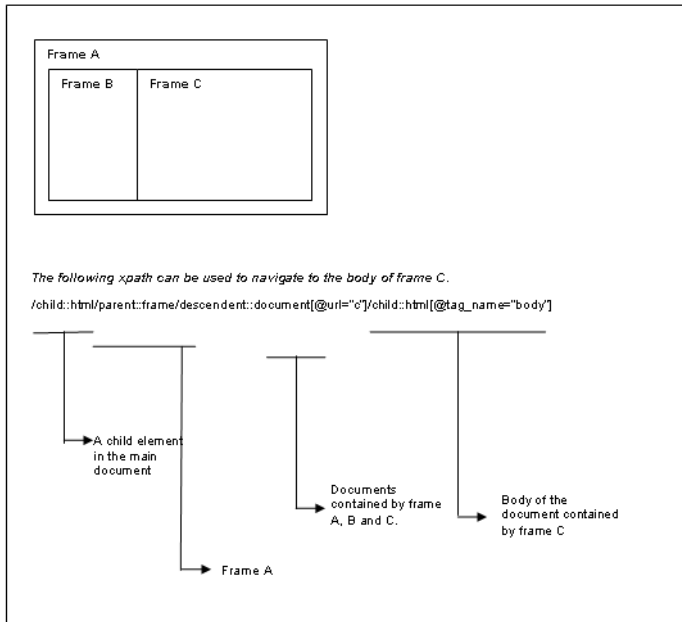 Frame A
Frame B
Frame C
The following xpath can be used to navigate to the body of frame C.
/child::html/parent::frame/descendent::document[@url="c"]/child::html[@tag_name="body"]
A child element
in the main
document
Documents
contained by frame
A, B and C.
Body of the
document contained
by frame C
Frame A